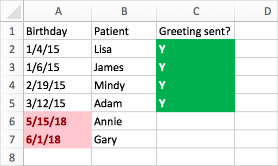 A B C D
1 Birthday Patient Greeting sent?
2 1/4/15 Lisa Y
3 1/6/15 James Y
4 2/19/15 Mindy Y
5 3/12/15 Adam Y
6 5/15/18 Annie
7 6/1/18 Gary
8